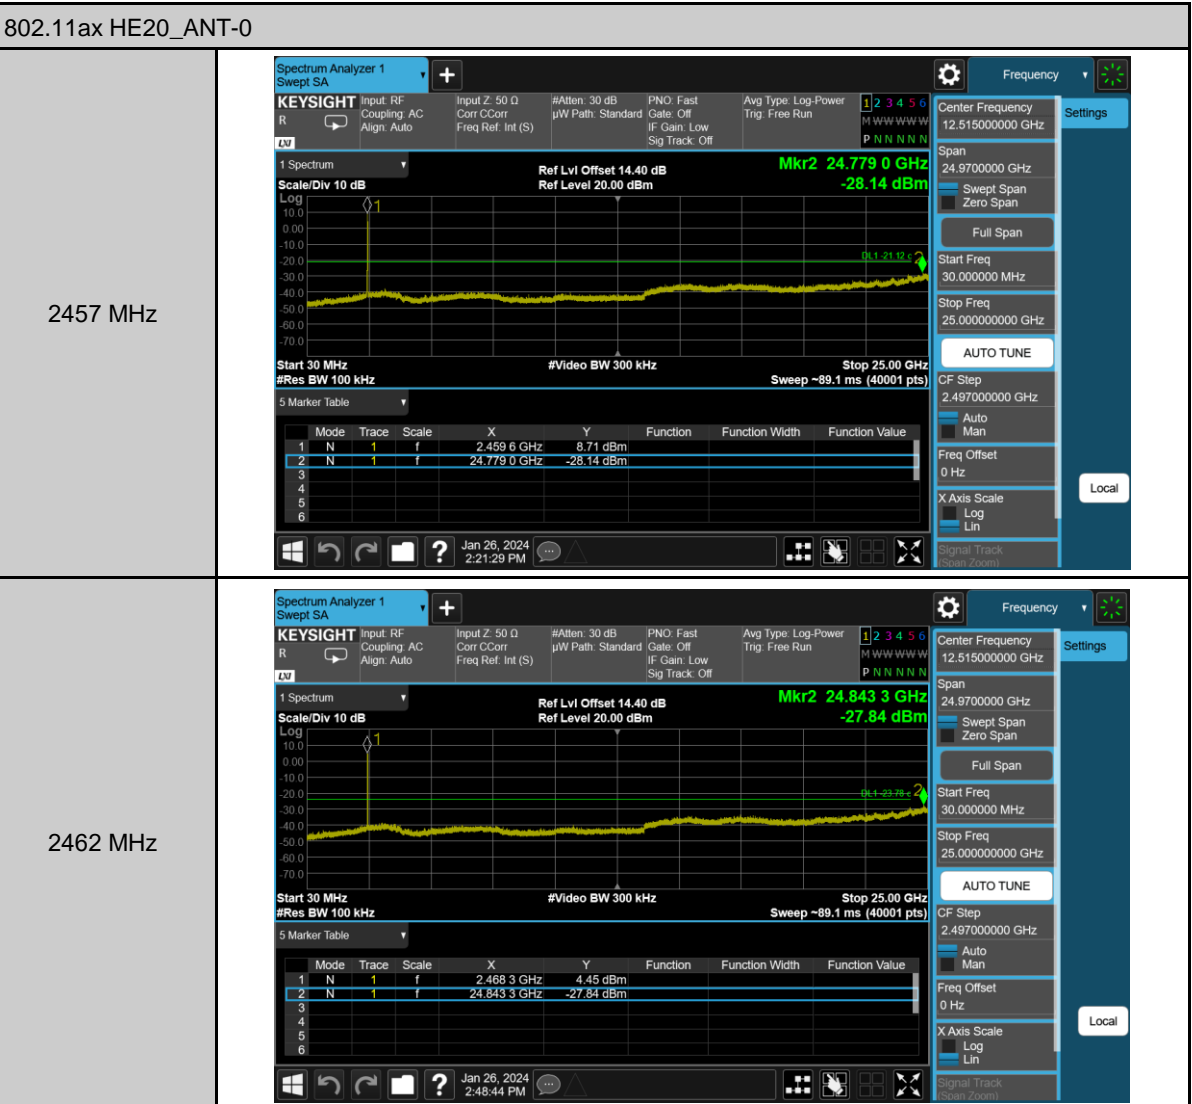 802.11ax HE20_ANT-0
2457 MHz
Spectrum Analyzer 1
Swept SA
Frequency
KEYSIGHT
R
LXI
Input: RF
Coupling: AC
Align: Auto
Input Z: 50 Ω
Corr CCorr
Freq Ref: Int (S)
#Atten: 30 dB
µW Path: Standard
PNO: Fast
Gate: Off
IF Gain: Low
Sig Track: Off
Avg Type: Log-Power
Trig: Free Run
1 2 3 4 5 6
M W W W W W
P N N N N N
1 Spectrum
Scale/Div 10 dB
Ref Lvl Offset 14.40 dB
Ref Level 20.00 dBm
Mkr2 24.779 0 GHz
-28.14 dBm
Log
10.0
0.00
-10.0
-20.0
-30.0
-40.0
-50.0
-60.0
-70.0
1
DL1 -21.12
2
Start 30 MHz
#Res BW 100 kHz
#Video BW 300 kHz
Stop 25.00 GHz
Sweep ~89.1 ms (40001 pts)
5 Marker Table
Mode Trace Scale X Y Function Function Width Function Value
1 N 1 f 2.459 6 GHz 8.71 dBm
2 N 1 f 24.779 0 GHz -28.14 dBm
3
4
5
6
Jan 26, 2024
2:21:29 PM
Center Frequency
12.515000000 GHz
Settings
Span
24.9700000 GHz
Swept Span
Zero Span
Full Span
Start Freq
30.000000 MHz
Stop Freq
25.000000000 GHz
AUTO TUNE
CF Step
2.497000000 GHz
Auto
Man
Freq Offset
0 Hz
X Axis Scale
Log
Lin
Local
Signal Track
(Span Zoom)
2462 MHz
Spectrum Analyzer 1
Swept SA
Frequency
KEYSIGHT
R
LXI
Input: RF
Coupling: AC
Align: Auto
Input Z: 50 Ω
Corr CCorr
Freq Ref: Int (S)
#Atten: 30 dB
µW Path: Standard
PNO: Fast
Gate: Off
IF Gain: Low
Sig Track: Off
Avg Type: Log-Power
Trig: Free Run
1 2 3 4 5 6
M W W W W W
P N N N N N
1 Spectrum
Scale/Div 10 dB
Ref Lvl Offset 14.40 dB
Ref Level 20.00 dBm
Mkr2 24.843 3 GHz
-27.84 dBm
Log
10.0
0.00
-10.0
-20.0
-30.0
-40.0
-50.0
-60.0
-70.0
1
DL1 -23.78
2
Start 30 MHz
#Res BW 100 kHz
#Video BW 300 kHz
Stop 25.00 GHz
Sweep ~89.1 ms (40001 pts)
5 Marker Table
Mode Trace Scale X Y Function Function Width Function Value
1 N 1 f 2.468 3 GHz 4.45 dBm
2 N 1 f 24.843 3 GHz -27.84 dBm
3
4
5
6
Jan 26, 2024
2:48:44 PM
Center Frequency
12.515000000 GHz
Settings
Span
24.9700000 GHz
Swept Span
Zero Span
Full Span
Start Freq
30.000000 MHz
Stop Freq
25.000000000 GHz
AUTO TUNE
CF Step
2.497000000 GHz
Auto
Man
Freq Offset
0 Hz
X Axis Scale
Log
Lin
Local
Signal Track
(Span Zoom)